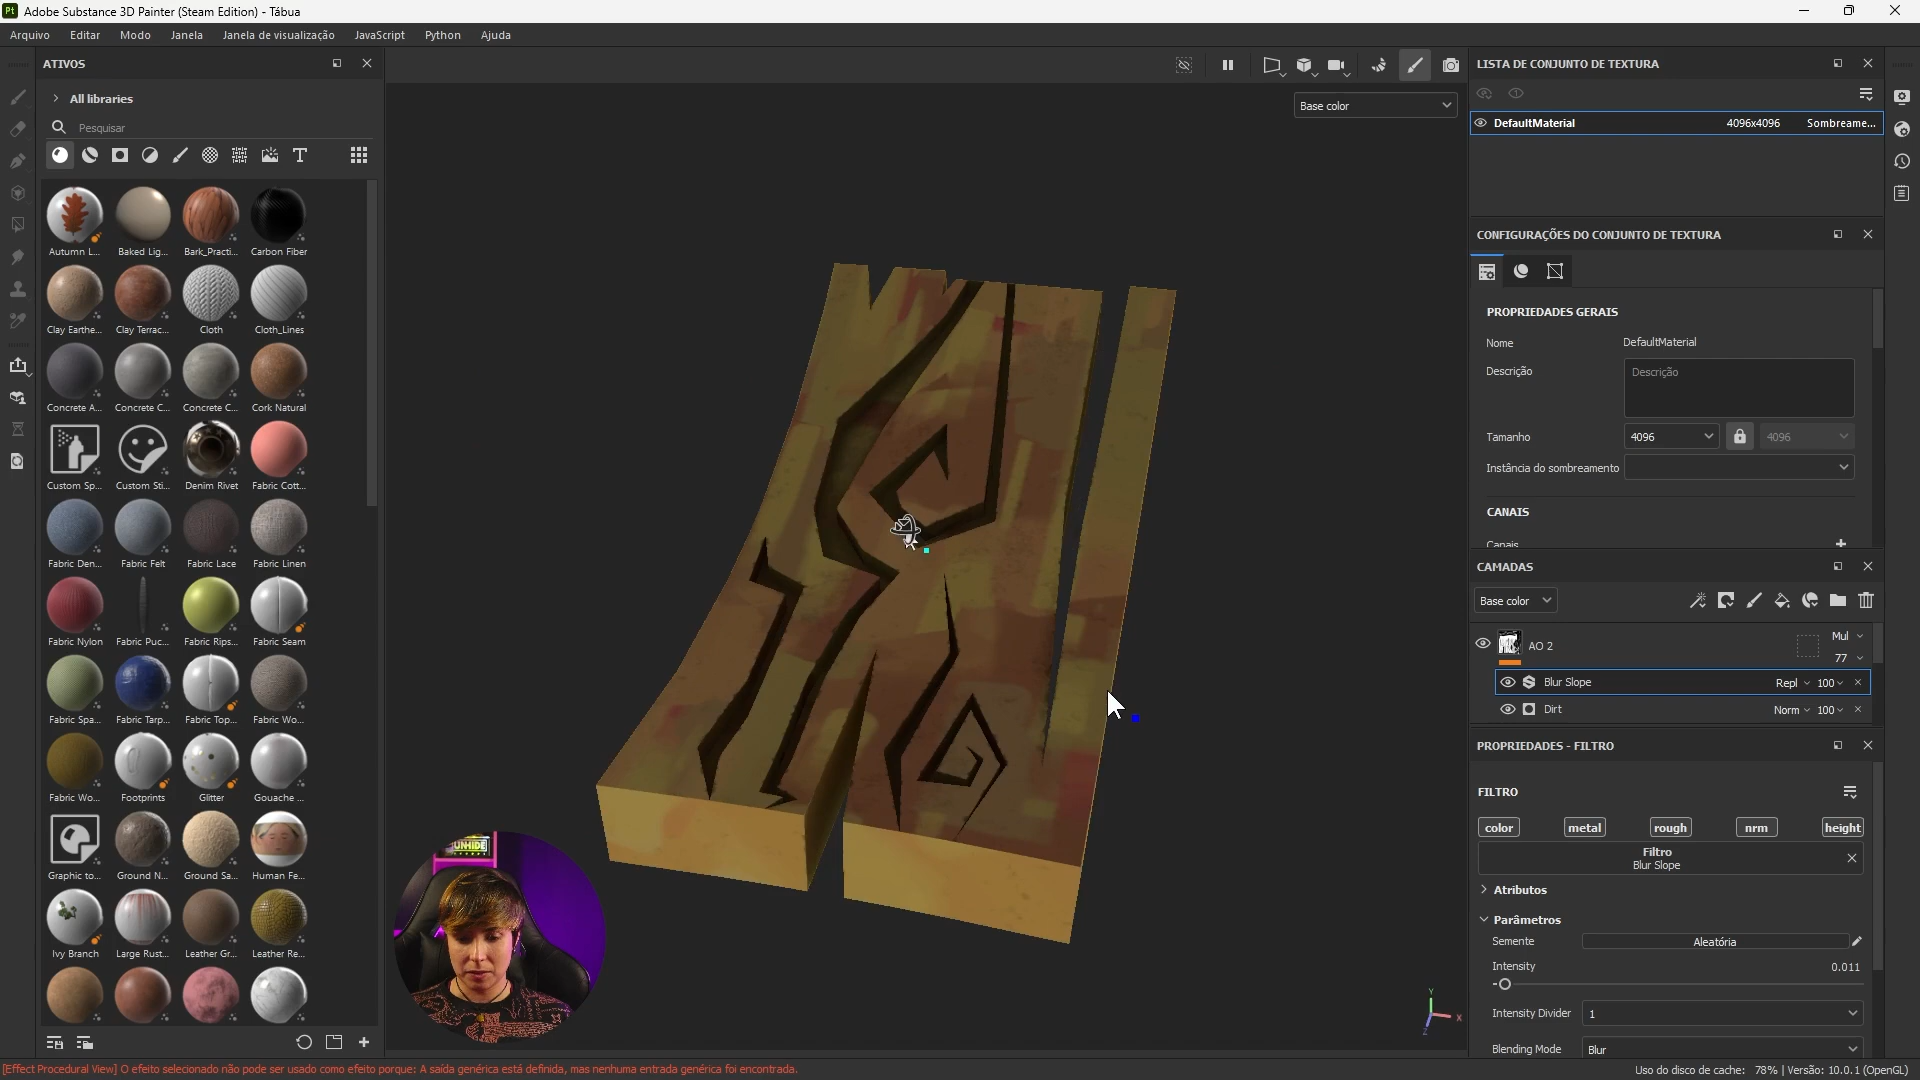 Adobe Substance 3D Painter (Steam Edition) - Tábua
Arquivo Editar Modo Janela Janela de visualização JavaScript Python Ajuda
ATIVOS
All libraries
Pesquisar
Autumn L... Baked Lig... Bark_Practi... Carbon Fiber
Clay Earthe... Clay Terrac... Cloth Cloth_Lines
Concrete A... Concrete C... Concrete C... Cork Natural
Custom Sp... Custom Sti... Denim Rivet Fabric Cott...
Fabric Den... Fabric Felt Fabric Lace Fabric Linen
Fabric Nylon Fabric Puc... Fabric Rips... Fabric Seam
Fabric Spa... Fabric Tarp... Fabric Top... Fabric Wo...
Fabric Wo... Footprints Glitter Gouache ...
Graphic to... Ground N... Ground Sa... Human Fe...
Ivy Branch Large Rust... Leather Gr... Leather Re...
Base color
UNHIDE
Y
X
Z
LISTA DE CONJUNTO DE TEXTURA
DefaultMaterial 4096x4096 Sombreame...
CONFIGURAÇÕES DO CONJUNTO DE TEXTURA
PROPRIEDADES GERAIS
Nome DefaultMaterial
Descrição Descrição
Tamanho 4096 4096
Instância do sombreamento
CANAIS
Canais
CAMADAS
Base color
AO 2 Mul
77
Blur Slope Repl 100
Dirt Norm 100
PROPRIEDADES - FILTRO
FILTRO
color metal rough nrm height
Filtro
Blur Slope
Atributos
Parâmetros
Semente Aleatória
Intensity 0.011
Intensity Divider 1
Blending Mode Blur
[Effect Procedural View] O efeito selecionado não pode ser usado como efeito porque: A saída genérica está definida, mas nenhuma entrada genérica foi encontrada.
Uso do disco de cache: 78% | Versão: 10.0.1 (OpenGL)